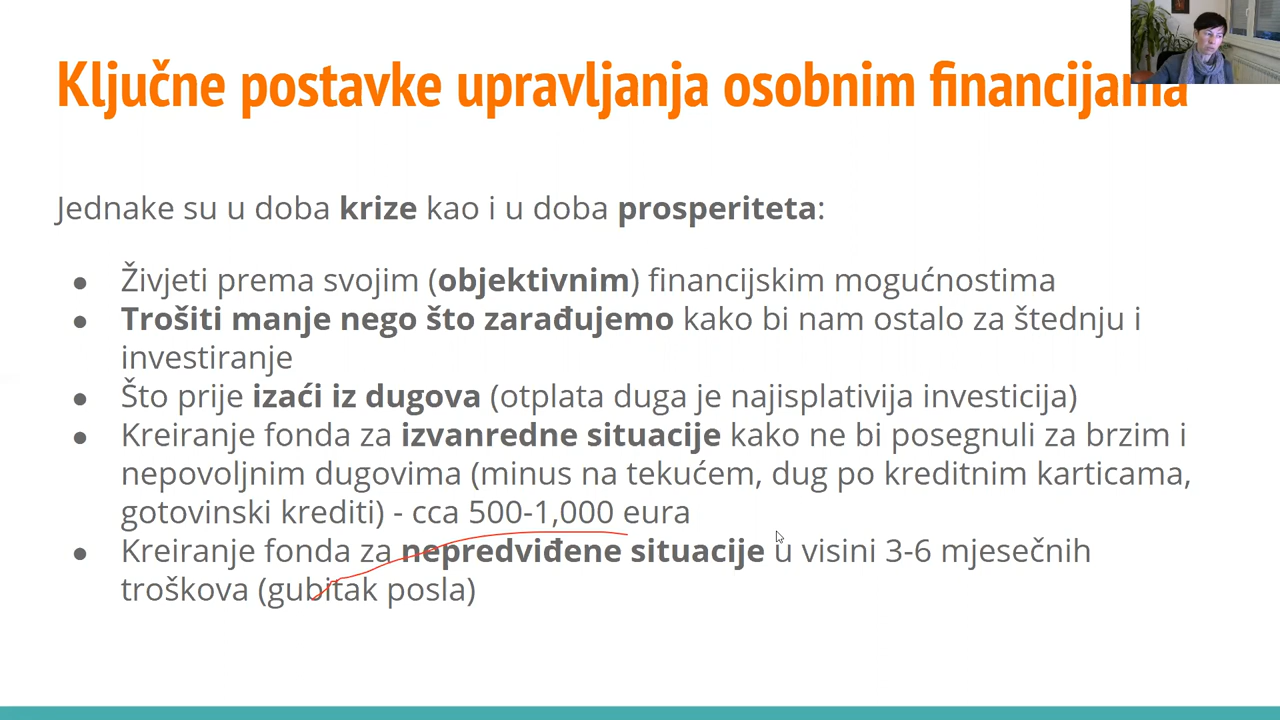 Ključne postavke upravljanja osobnim financijama
Jednake su u doba krize kao i u doba prosperiteta:
● Živjeti prema svojim (objektivnim) financijskim mogućnostima
● Trošiti manje nego što zarađujemo kako bi nam ostalo za štednju i
investiranje
● Što prije izaći iz dugova (otplata duga je najisplativija investicija)
● Kreiranje fonda za izvanredne situacije kako ne bi posegnuli za brzim i
nepovoljnim dugovima (minus na tekućem, dug po kreditnim karticama,
gotovinski krediti) - cca 500-1,000 eura
● Kreiranje fonda za nepredviđene situacije u visini 3-6 mjesečnih
troškova (gubitak posla)